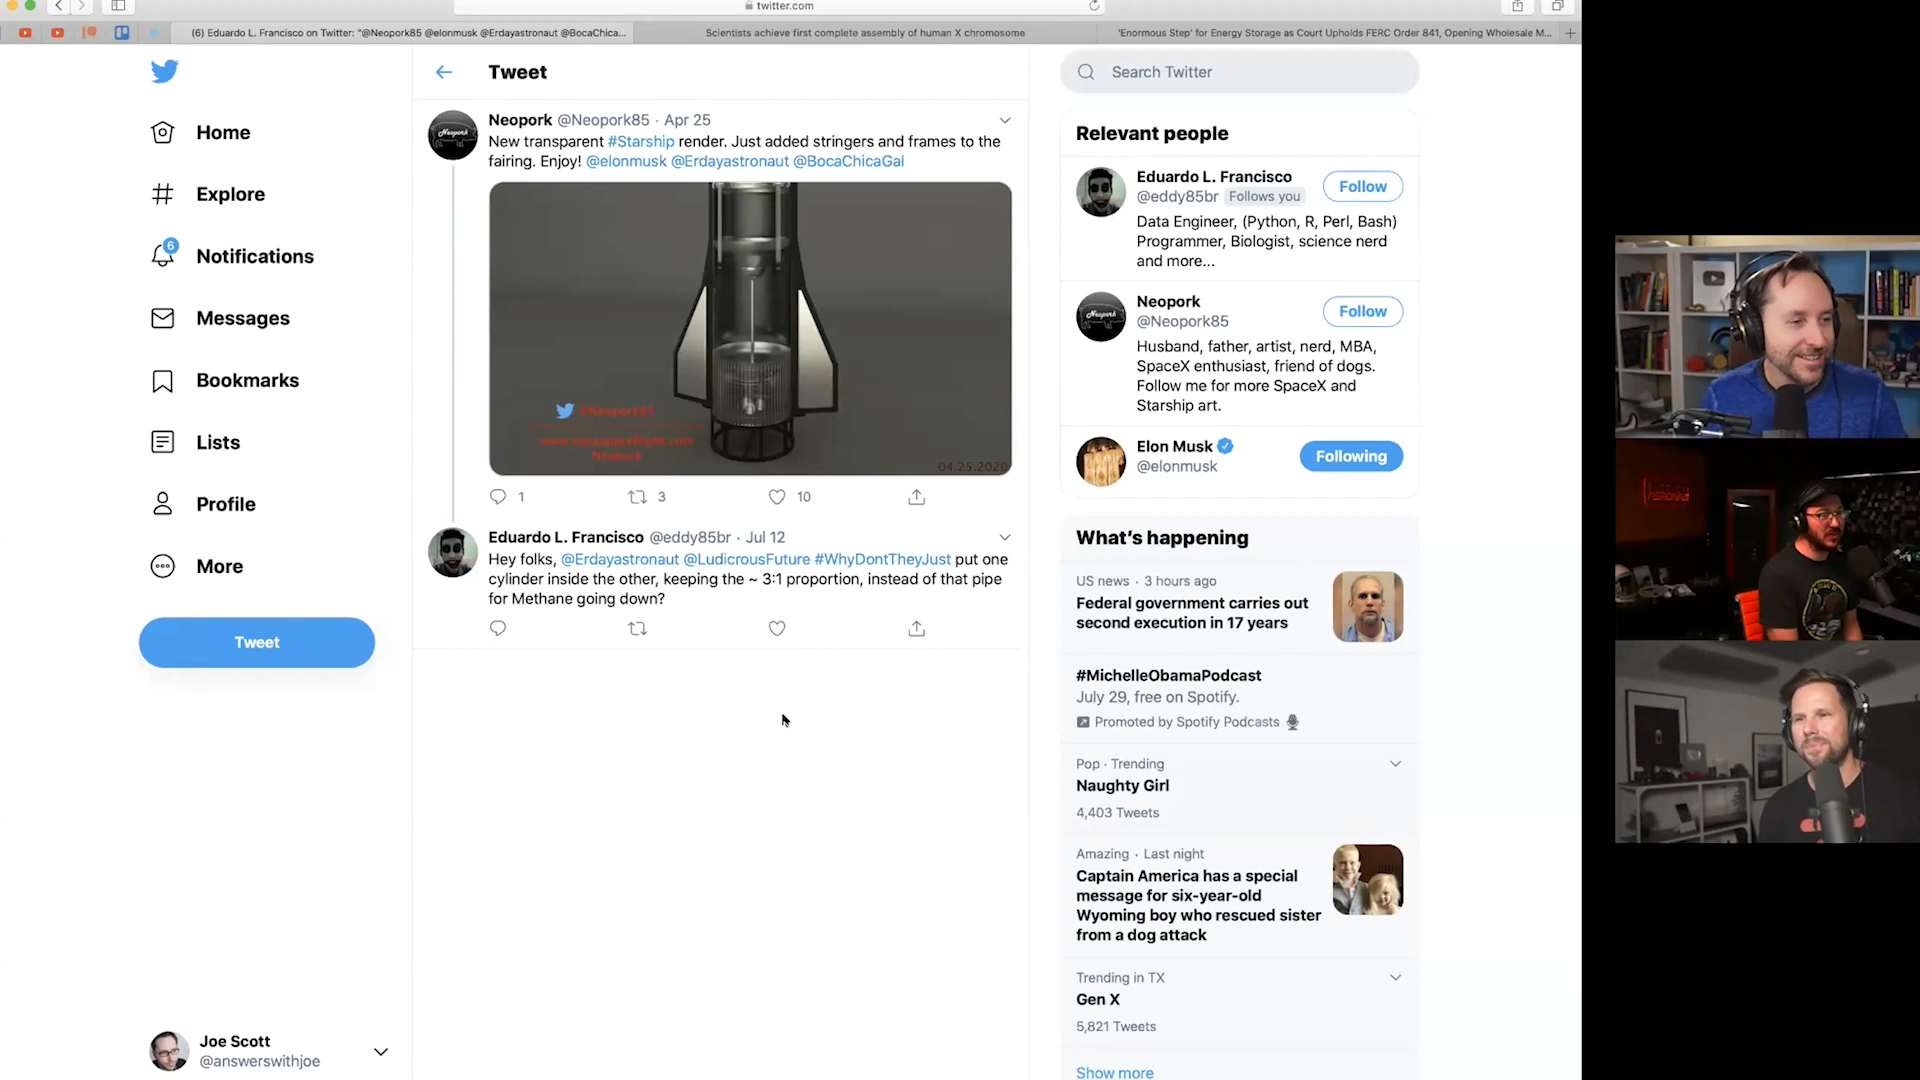 twitter.com
(6) Eduardo L. Francisco on Twitter: "@Neopork85 @elonmusk @Erdayastronaut @BocaChica...
Scientists achieve first complete assembly of human X chromosome
'Enormous Step' for Energy Storage as Court Upholds FERC Order 841, Opening Wholesale M...
Home
Explore
6
Notifications
Messages
Bookmarks
Lists
Profile
More
Tweet
Joe Scott
@answerswithjoe
Tweet
Neopork @Neopork85 · Apr 25
New transparent #Starship render. Just added stringers and frames to the
fairing. Enjoy! @elonmusk @Erdayastronaut @BocaChicaGal
@Neopork85
www.nasaspaceflight.com
Neopork
04.25.2020
1 3 10
Eduardo L. Francisco @eddy85br · Jul 12
Hey folks, @Erdayastronaut @LudicrousFuture #WhyDontTheyJust put one
cylinder inside the other, keeping the ~ 3:1 proportion, instead of that pipe
for Methane going down?
Search Twitter
Relevant people
Eduardo L. Francisco
@eddy85br Follows you
Follow
Data Engineer, (Python, R, Perl, Bash)
Programmer, Biologist, science nerd
and more...
Neopork
@Neopork85
Follow
Husband, father, artist, nerd, MBA,
SpaceX enthusiast, friend of dogs.
Follow me for more SpaceX and
Starship art.
Elon Musk
@elonmusk
Following
What's happening
US news · 3 hours ago
Federal government carries out
second execution in 17 years
#MichelleObamaPodcast
July 29, free on Spotify.
Promoted by Spotify Podcasts
Pop · Trending
Naughty Girl
4,403 Tweets
Amazing · Last night
Captain America has a special
message for six-year-old
Wyoming boy who rescued sister
from a dog attack
Trending in TX
Gen X
5,821 Tweets
Show more